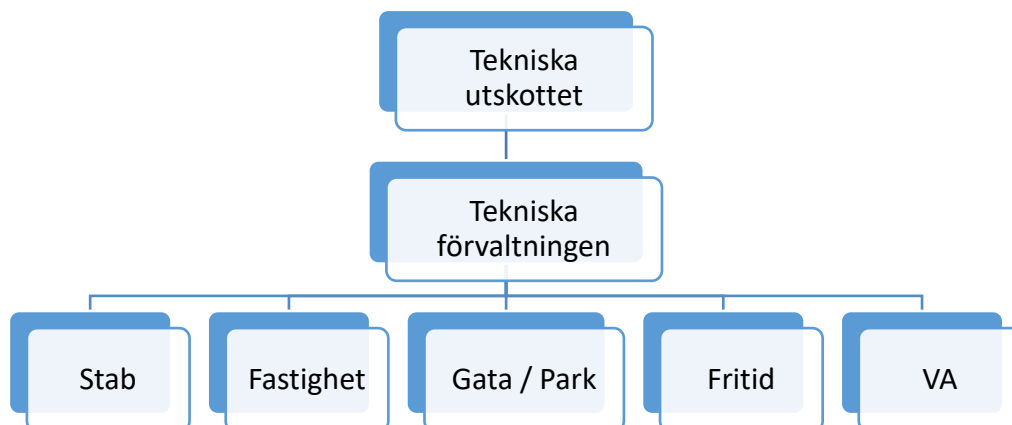 Tekniska
utskottet
Tekniska
förvaltningen
Stab
Fastighet
Gata / Park
Fritid
VA